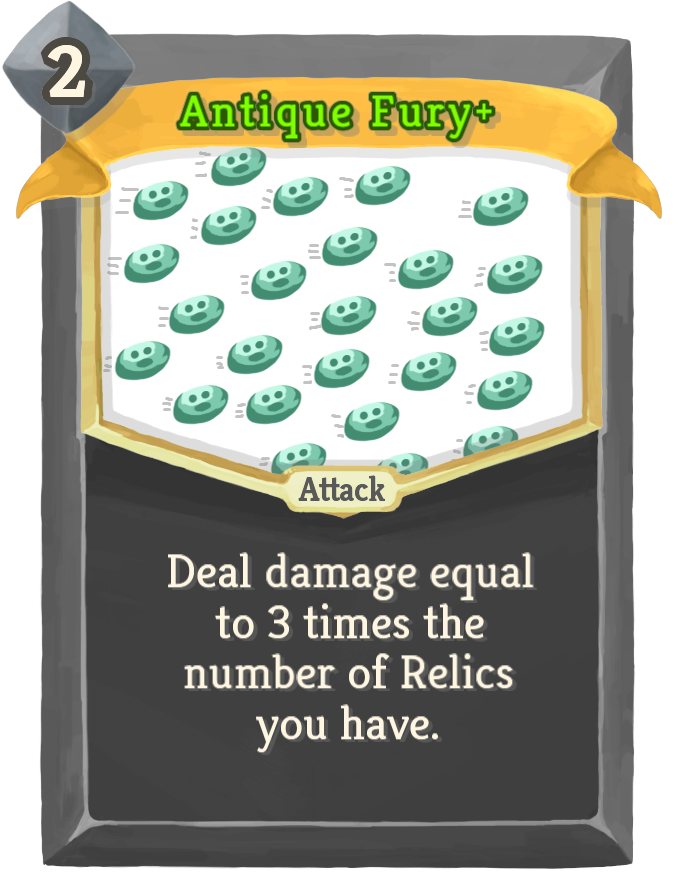 2
Antique Fury+
Attack
Deal damage equal
to 3 times the
number of Relics
you have.